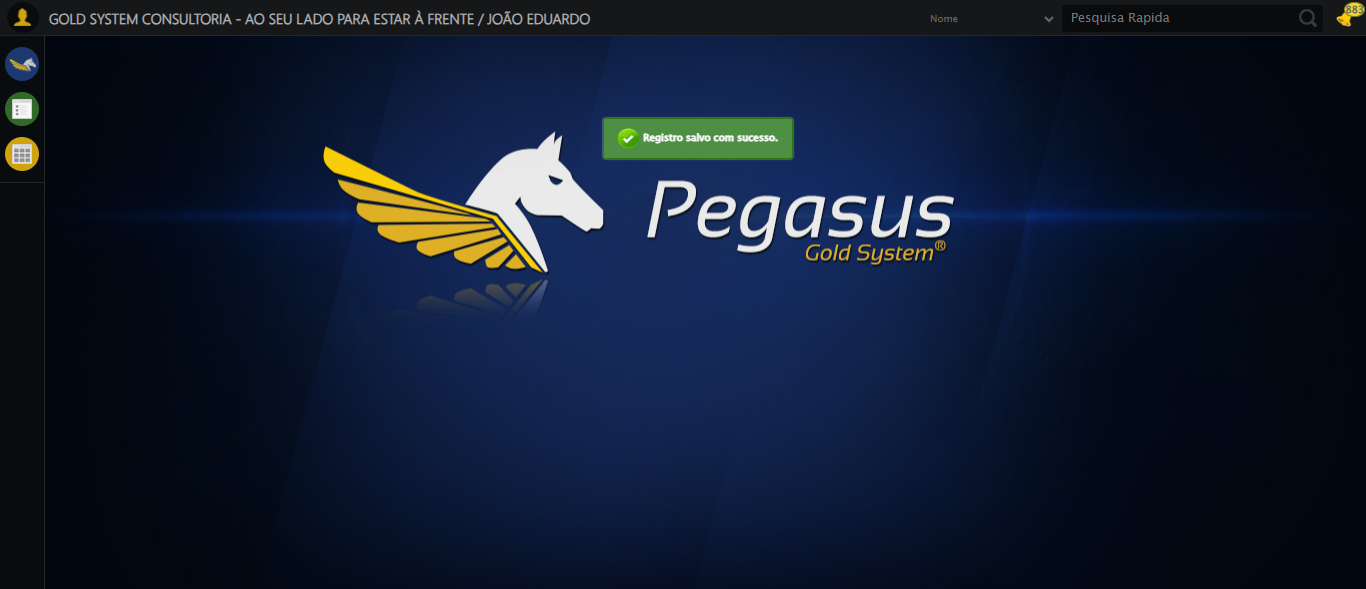 GOLD SYSTEM CONSULTORIA - AO SEU LADO PARA ESTAR À FRENTE / JOÃO EDUARDO
Nome
Pesquisa Rapida
883
Registro salvo com sucesso.
Pegasus
Gold System®